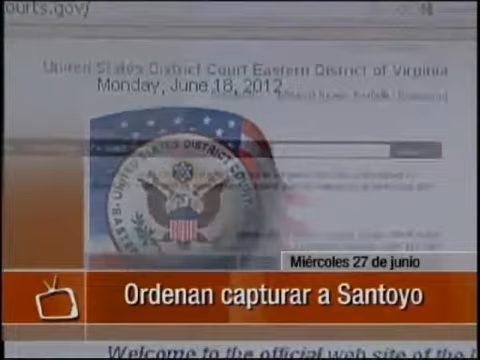 ourts.gov/
United States District Court Eastern District of Virginia
Monday, June 18, 2012
UNITED STATES DISTRICT COURT
Miércoles 27 de junio
Ordenan capturar a Santoyo
Welcome to the official web site of the